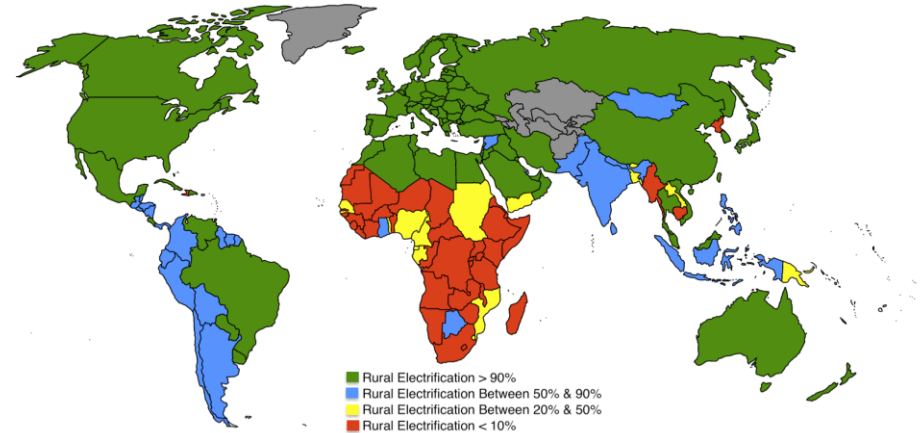 Rural Electrification > 90%
Rural Electrification Between 50% & 90%
Rural Electrification Between 20% & 50%
Rural Electrification < 10%